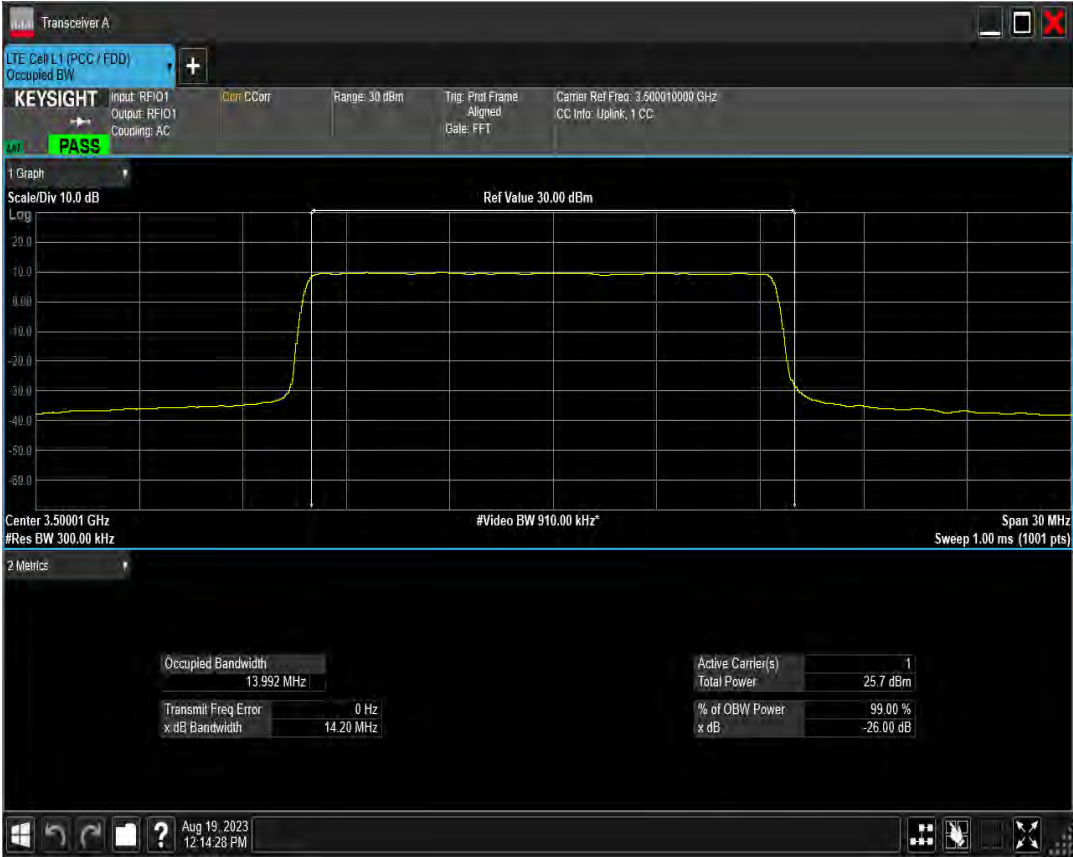 Transceiver A
LTE Cell L1 (PCC / FDD)
Occupied BW
+
KEYSIGHT
Input: RFIO1
Output: RFIO1
Coupling: AC
Corr CCorr
Range: 30 dBm
Trig: Prot Frame
Aligned
Gate: FFT
Carrier Ref Freq: 3.500010000 GHz
CC Info: Uplink, 1 CC
PASS
1 Graph
Scale/Div 10.0 dB
Ref Value 30.00 dBm
Log
20.0
10.0
0.00
-10.0
-20.0
-30.0
-40.0
-50.0
-60.0
Center 3.50001 GHz
#Video BW 910.00 kHz*
Span 30 MHz
#Res BW 300.00 kHz
Sweep 1.00 ms (1001 pts)
2 Metrics
Occupied Bandwidth
13.992 MHz
Transmit Freq Error 0 Hz
x dB Bandwidth 14.20 MHz
Active Carrier(s) 1
Total Power 25.7 dBm
% of OBW Power 99.00 %
x dB -26.00 dB
?
Aug 19, 2023
12:14:28 PM